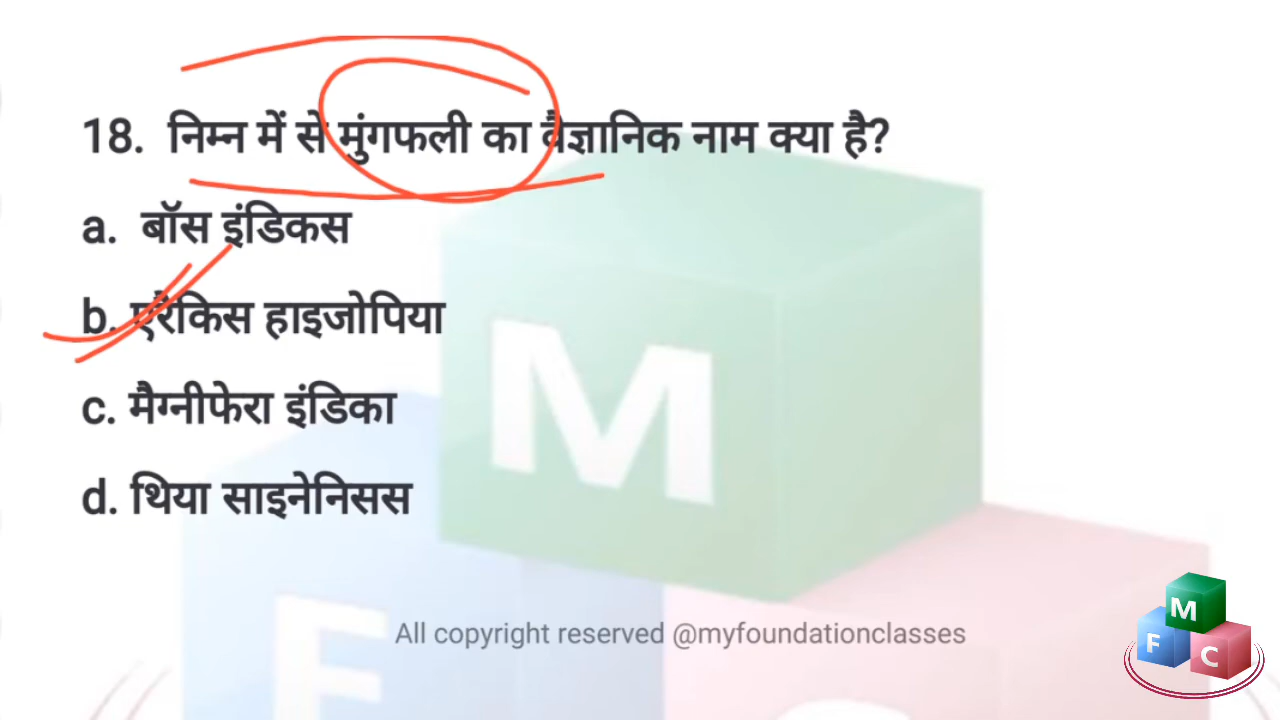 18. निम्न में से मुंगफली का वैज्ञानिक नाम क्या है?
a. बॉस इंडिकस
b. एरैकिस हाइजोपिया
c. मैग्नीफेरा इंडिका
d. थिया साइनेनिसस
M
F
All copyright reserved @myfoundationclasses
M
F
C